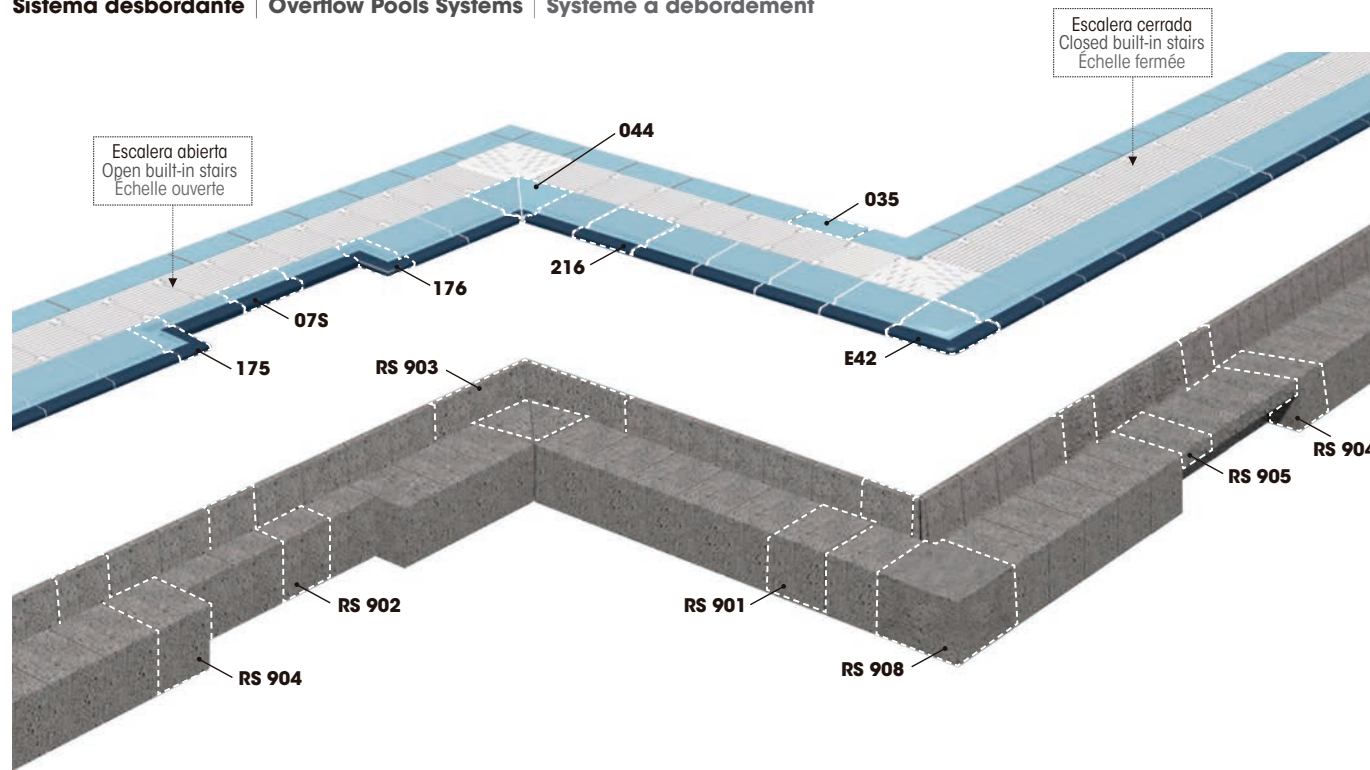 Sistema desbordante | Overflow Pools Systems | Système à débordement
Escalera cerrada
Closed built-in stairs
Échelle fermée
Escalera abierta
Open built-in stairs
Échelle ouverte
044
035
216
176
07S
175
E42
RS 903
RS 904
RS 905
RS 902
RS 901
RS 908
RS 904